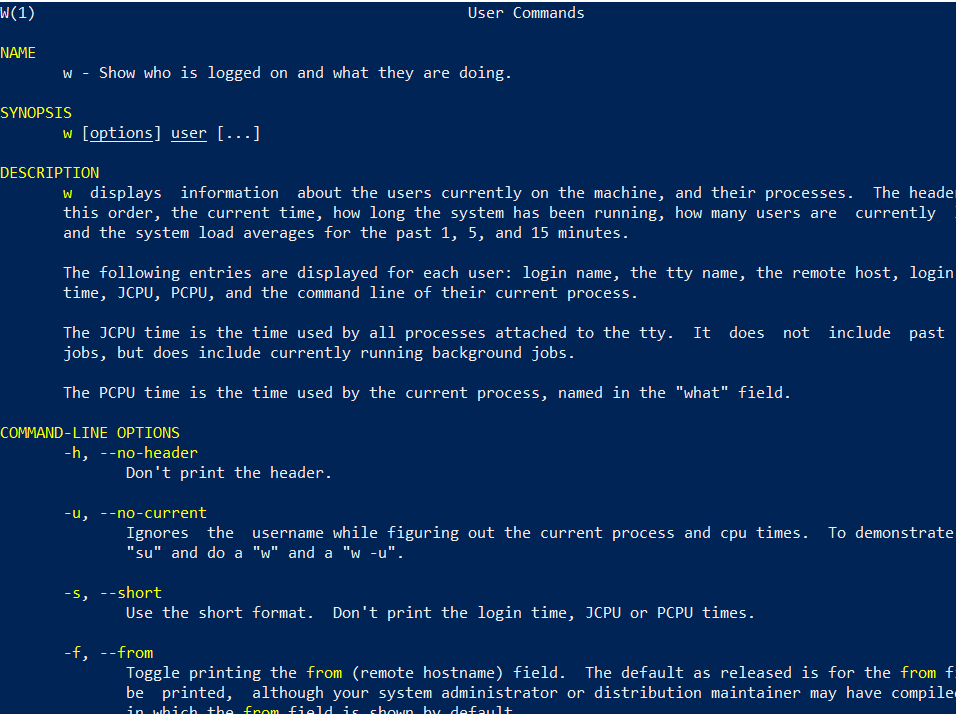 W(1) User Commands
NAME
w - Show who is logged on and what they are doing.
SYNOPSIS
w [options] user [...]
DESCRIPTION
w displays information about the users currently on the machine, and their processes. The heade
this order, the current time, how long the system has been running, how many users are currently
and the system load averages for the past 1, 5, and 15 minutes.
The following entries are displayed for each user: login name, the tty name, the remote host, login
time, JCPU, PCPU, and the command line of their current process.
The JCPU time is the time used by all processes attached to the tty. It does not include past
jobs, but does include currently running background jobs.
The PCPU time is the time used by the current process, named in the "what" field.
COMMAND-LINE OPTIONS
-h, --no-header
Don't print the header.
-u, --no-current
Ignores the username while figuring out the current process and cpu times. To demonstrate
"su" and do a "w" and a "w -u".
-s, --short
Use the short format. Don't print the login time, JCPU or PCPU times.
-f, --from
Toggle printing the from (remote hostname) field. The default as released is for the from f
be printed, although your system administrator or distribution maintainer may have compile
in which the from field is shown by default.